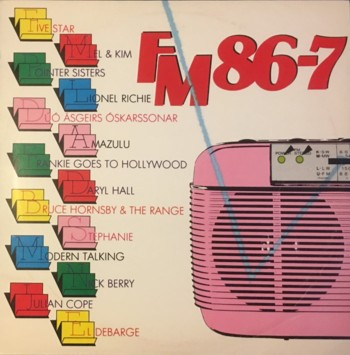 FIVE STAR
MEL & KIM
POINTER SISTERS
LIONEL RICHIE
DÚÓ ÁSGEIRS ÓSKARSSONAR
AMAZULU
FRANKIE GOES TO HOLLYWOOD
DARYL HALL
BRUCE HORNSBY & THE RANGE
STEPHANIE
MODERN TALKING
NICK BERRY
JULIAN COPE
EL DEBARGE
FM 86-7